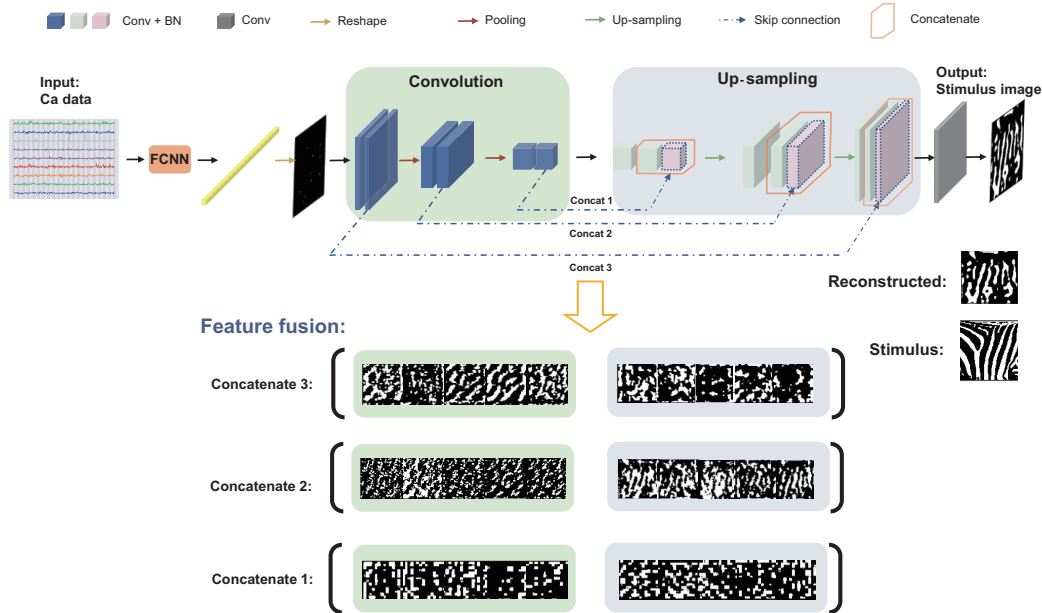 Conv + BN
Conv
Reshape
Pooling
Up-sampling
Skip connection
Concatenate
Input:
Ca data
FCNN
Convolution
Up-sampling
Output:
Stimulus image
Concat 1
Concat 2
Concat 3
Reconstructed:
Stimulus:
Feature fusion:
Concatenate 3:
Concatenate 2:
Concatenate 1: